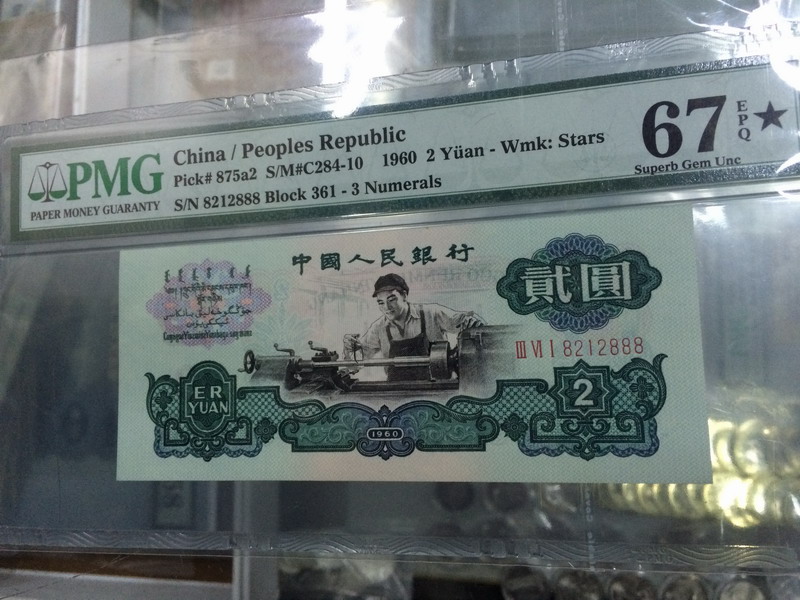 PMG
PAPER MONEY GUARANTY
China / Peoples Republic
Pick# 875a2 S/M#C284-10 1960 2 Yüan - Wmk: Stars
S/N 8212888 Block 361 - 3 Numerals
67 EPQ ★
Superb Gem Unc
中國人民銀行
貳圓
III VI I 8212888
ER
YUAN
1960
2